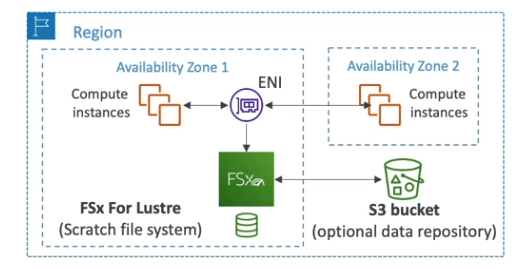 Region
Availability Zone 1
Availability Zone 2
ENI
Compute
instances
Compute
instances
FSx
FSx For Lustre
(Scratch file system)
S3 bucket
(optional data repository)